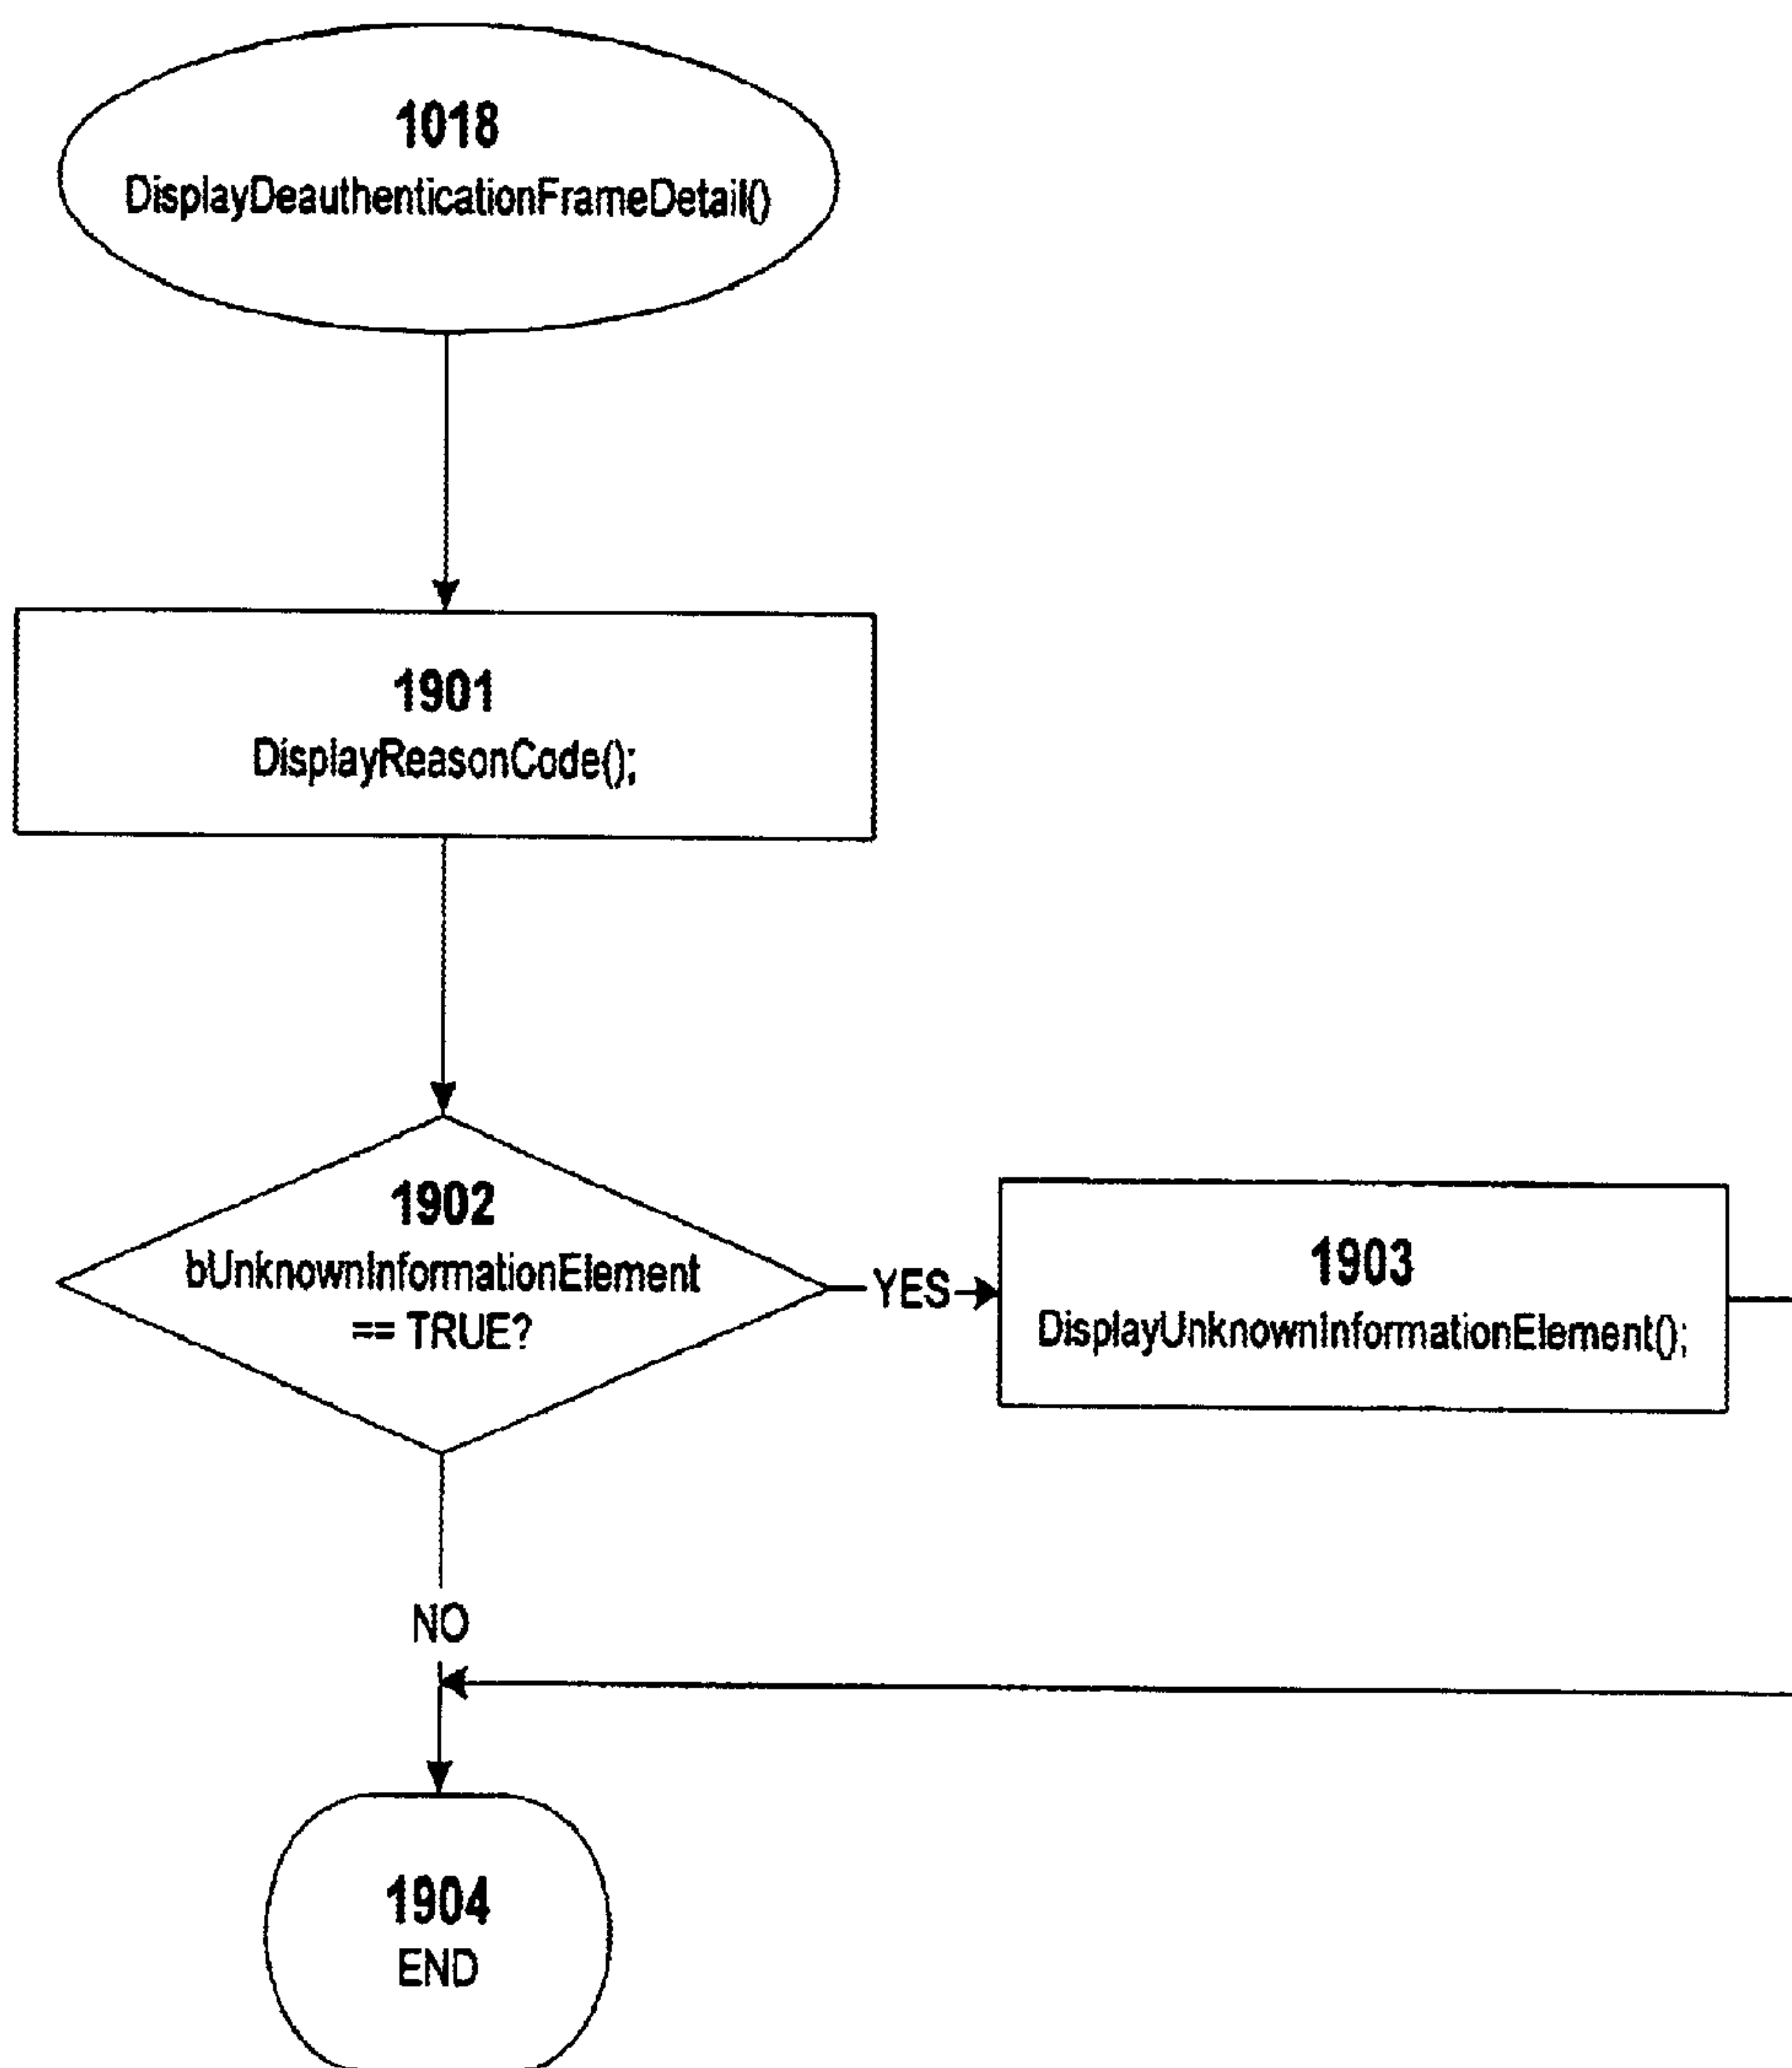 1018
DisplayDeauthenticationFrameDetail()
1901
DisplayReasonCode();
1902
bUnknownInformationElement
== TRUE?
YES
1903
DisplayUnknownInformationElement();
NO
1904
END